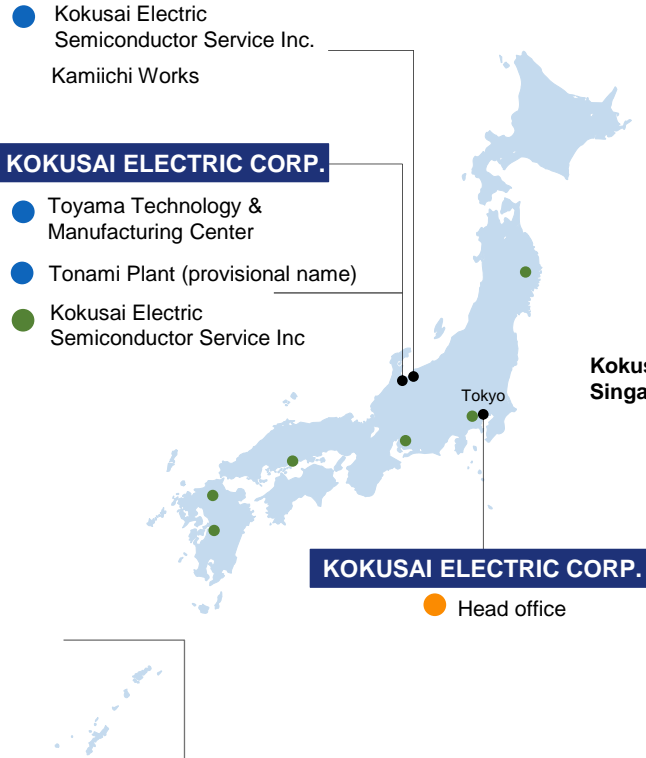 Kokusai Electric
Semiconductor Service Inc.
Kamiichi Works
KOKUSAI ELECTRIC CORP.
Toyama Technology &
Manufacturing Center
Tonami Plant (provisional name)
Kokusai Electric
Semiconductor Service Inc
Tokyo
KOKUSAI ELECTRIC CORP.
Head office